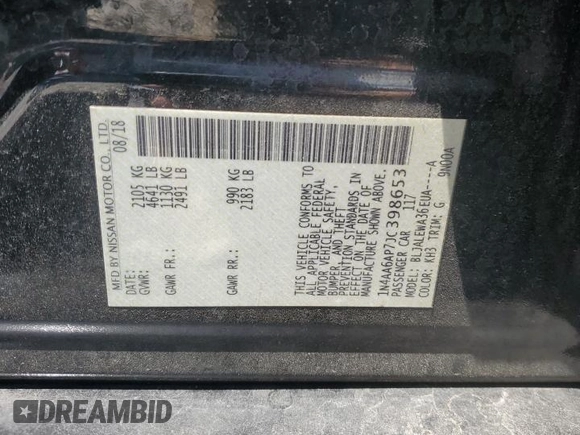 MFD BY NISSAN MOTOR CO., LTD.
DATE: 08/18
GVWR: 2105 KG
4641 LB
GAWR FR.: 1130 KG
2491 LB
GAWR RR.: 990 KG
2183 LB
THIS VEHICLE CONFORMS TO
ALL APPLICABLE FEDERAL
MOTOR VEHICLE SAFETY,
BUMPER, AND THEFT
PREVENTION STANDARDS IN
EFFECT ON THE DATE OF
MANUFACTURE SHOWN ABOVE.
1N4AA6AP7JC398653
PASSENGER CAR 117
MODEL: BLJALEWA36EUA----A
COLOR: KH3 TRIM: G 9N00A
DREAMBID